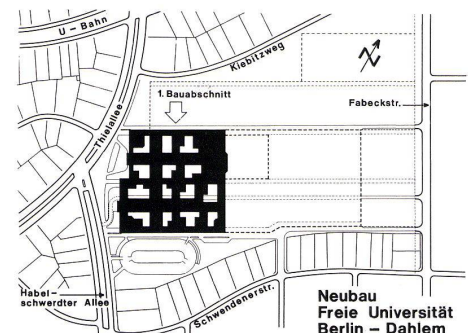 U – Bahn
Kiebitzweg
1. Bauabschnitt
Fabeckstr.
Thielallee
Habel–
schwerdter Allee
Schwendenerstr.
Neubau
Freie Universität
Berlin – Dahlem